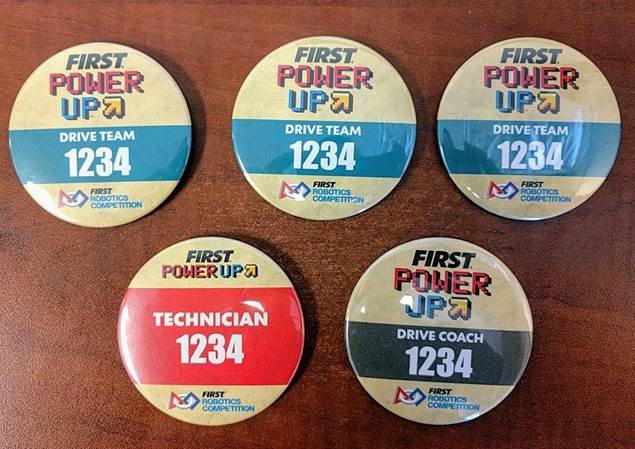 FIRST
POWER
UP
DRIVE TEAM
1234
FIRST
ROBOTICS
COMPETITION
FIRST
POWER
UP
DRIVE TEAM
1234
FIRST
ROBOTICS
COMPETITION
FIRST
POWER
UP
DRIVE TEAM
1234
FIRST
ROBOTICS
COMPETITION
FIRST
POWER UP
TECHNICIAN
1234
FIRST
ROBOTICS
COMPETITION
FIRST
POWER
UP
DRIVE COACH
1234
FIRST
ROBOTICS
COMPETITION